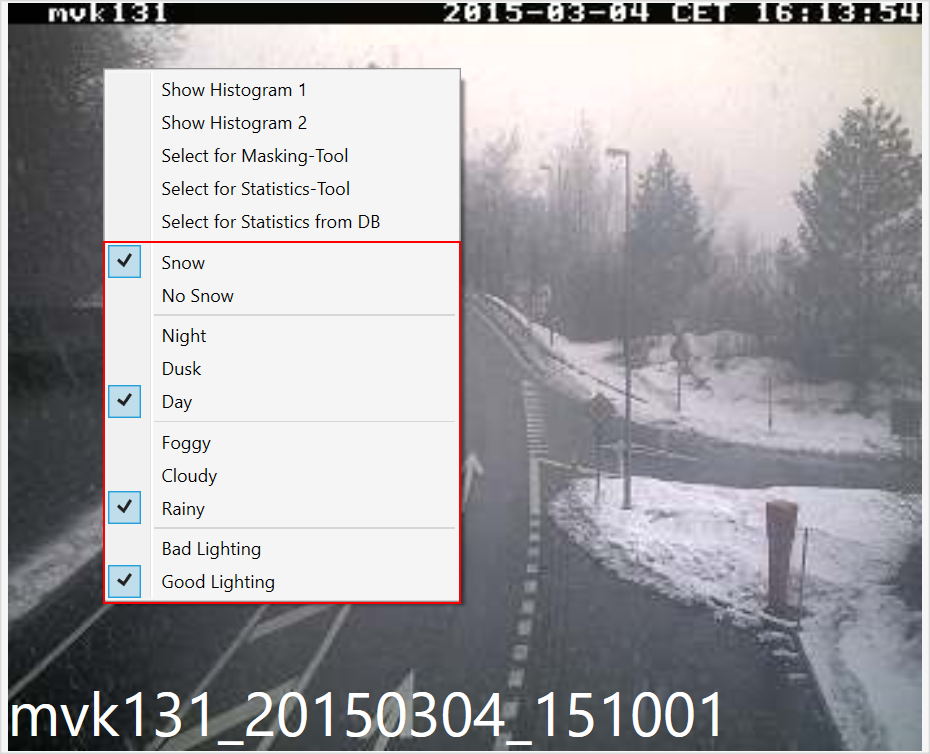 mvk131 2015-03-04 CET 16:13:54
Show Histogram 1
Show Histogram 2
Select for Masking-Tool
Select for Statistics-Tool
Select for Statistics from DB
Snow
No Snow
Night
Dusk
Day
Foggy
Cloudy
Rainy
Bad Lighting
Good Lighting
mvk131_20150304_151001